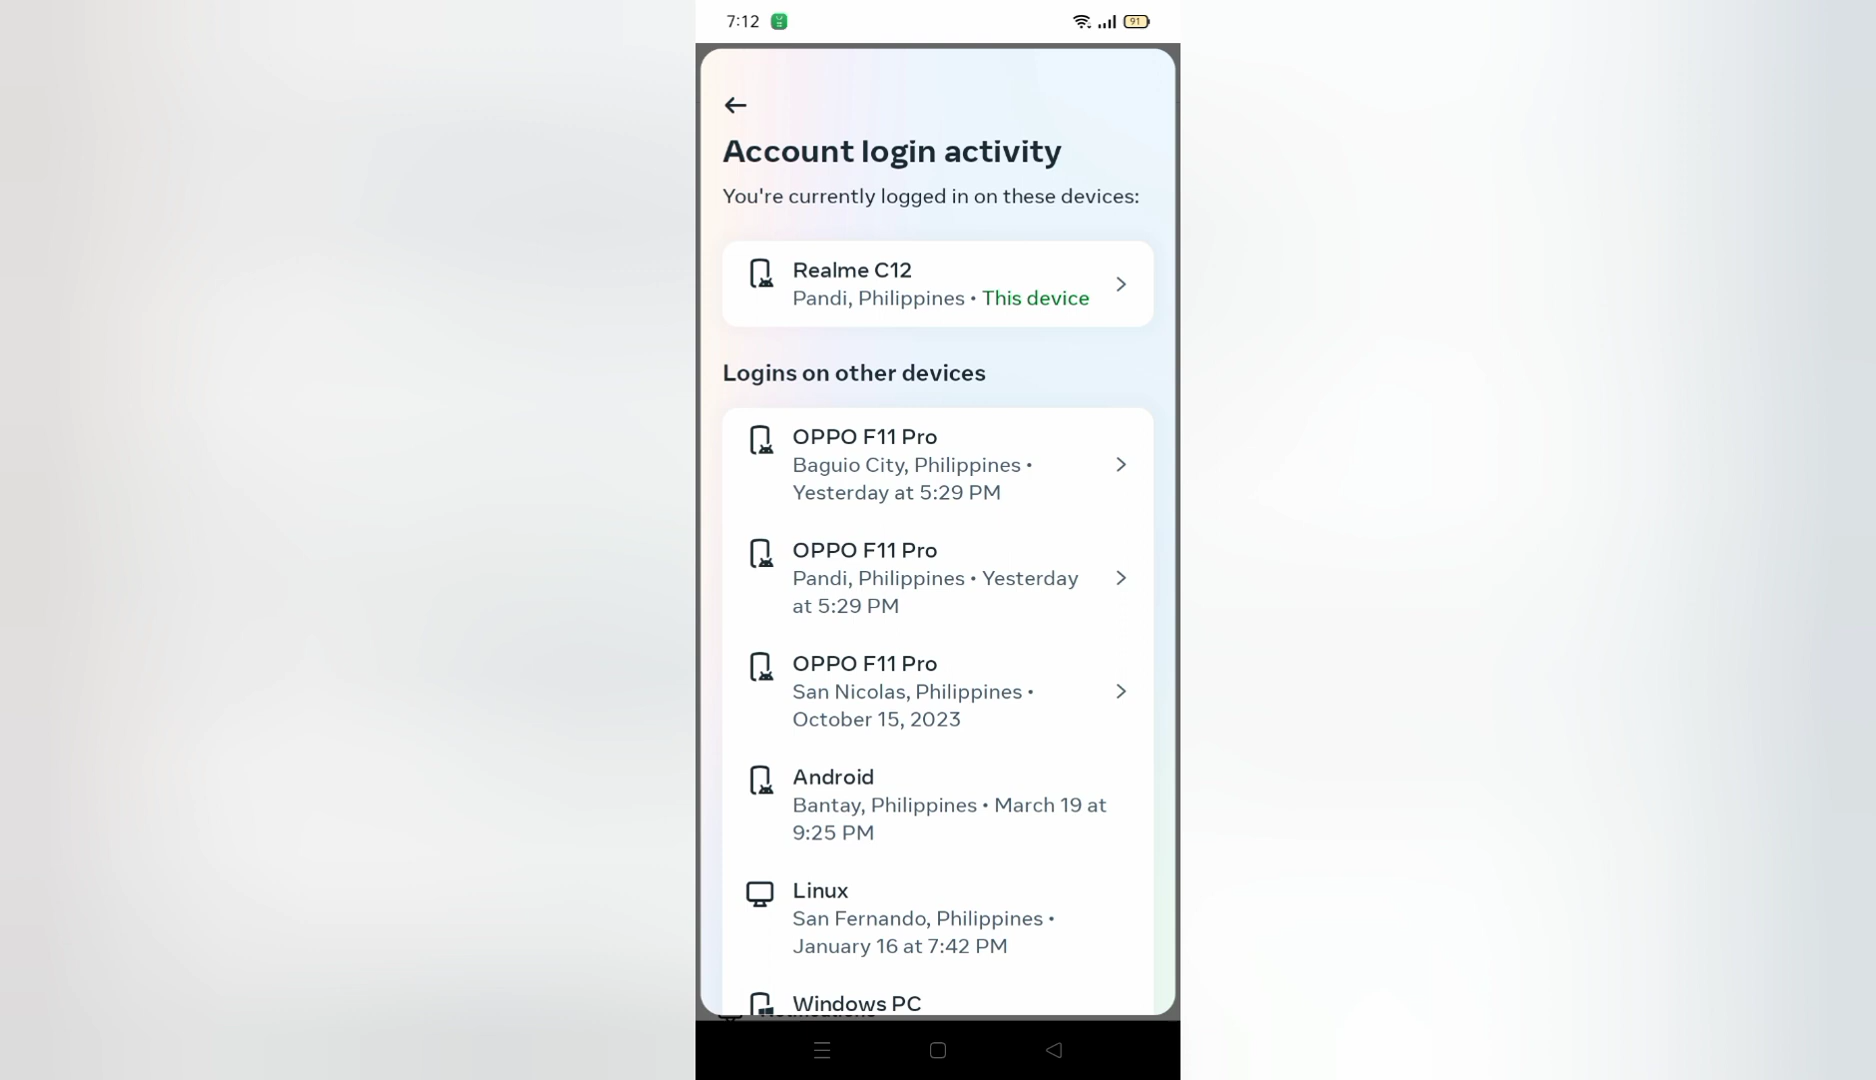 7:12
91
Account login activity
You're currently logged in on these devices:
Realme C12
Pandi, Philippines • This device
Logins on other devices
OPPO F11 Pro
Baguio City, Philippines •
Yesterday at 5:29 PM
OPPO F11 Pro
Pandi, Philippines • Yesterday
at 5:29 PM
OPPO F11 Pro
San Nicolas, Philippines •
October 15, 2023
Android
Bantay, Philippines • March 19 at
9:25 PM
Linux
San Fernando, Philippines •
January 16 at 7:42 PM
Windows PC